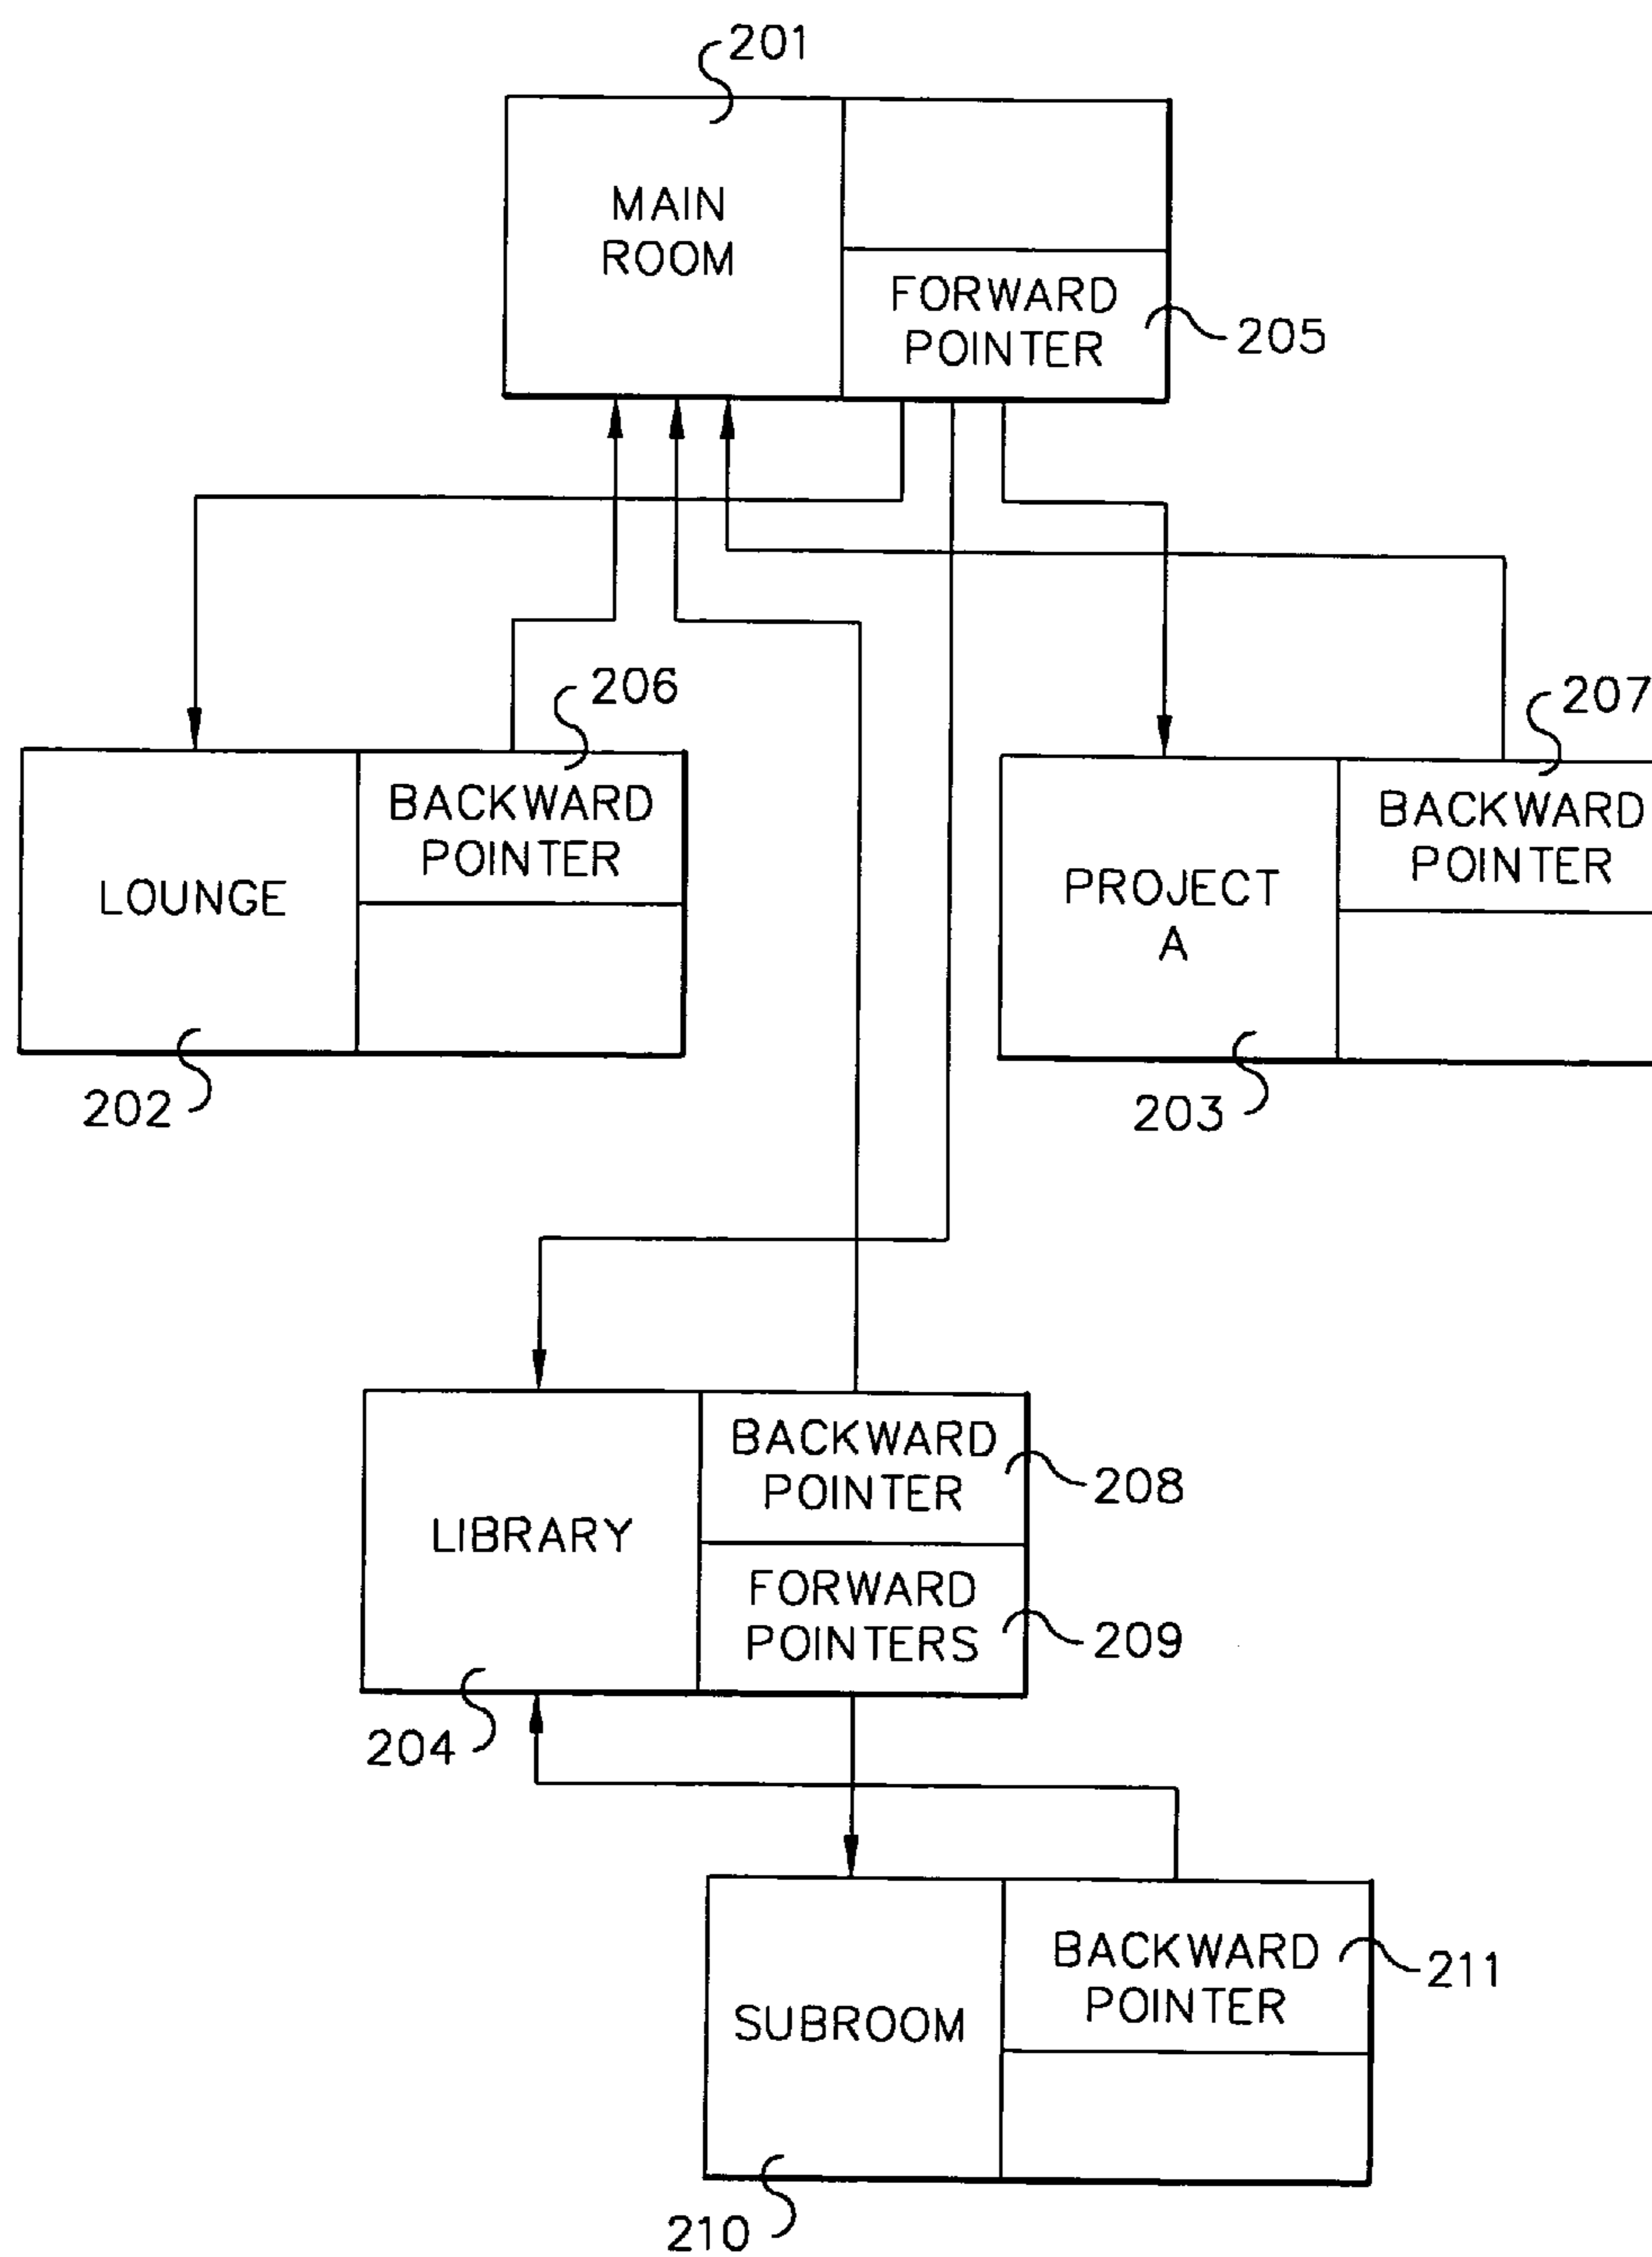 201
MAIN
ROOM
FORWARD
POINTER
205
206
207
LOUNGE
BACKWARD
POINTER
PROJECT
A
BACKWARD
POINTER
202
203
LIBRARY
BACKWARD
POINTER
208
FORWARD
POINTERS
209
204
SUBROOM
BACKWARD
POINTER
211
210